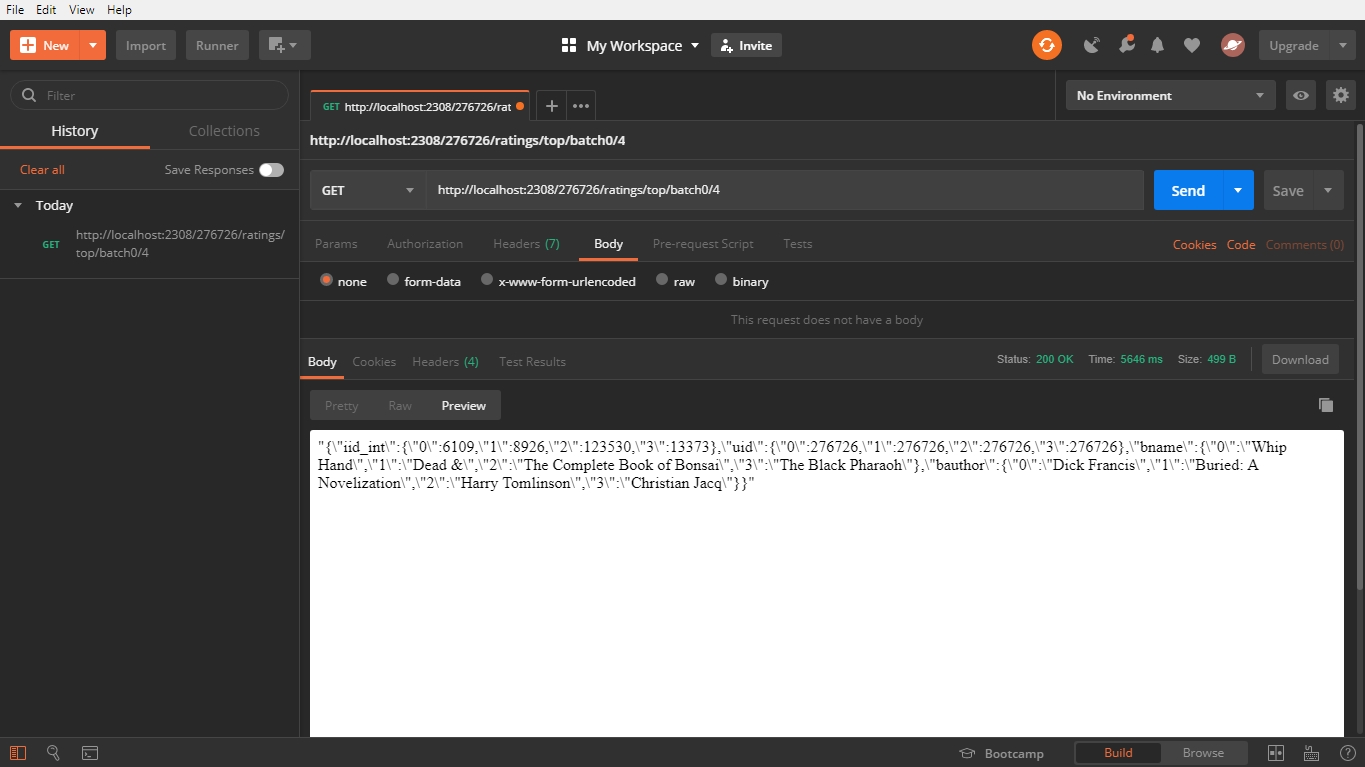 File Edit View Help
New Import Runner My Workspace Invite Upgrade
Filter
GET http://localhost:2308/276726/rat
No Environment
History Collections
http://localhost:2308/276726/ratings/top/batch0/4
Clear all Save Responses
GET http://localhost:2308/276726/ratings/top/batch0/4 Send Save
Today
GET http://localhost:2308/276726/ratings/
top/batch0/4
Params Authorization Headers (7) Body Pre-request Script Tests Cookies Code Comments (0)
none form-data x-www-form-urlencoded raw binary
This request does not have a body
Body Cookies Headers (4) Test Results Status: 200 OK Time: 5646 ms Size: 499 B Download
Pretty Raw Preview
"{\"iid_int\":{\"0\":6109,\"1\":8926,\"2\":123530,\"3\":13373},\"uid\":{\"0\":276726,\"1\":276726,\"2\":276726,\"3\":276726},\"bname\":{\"0\":\"Whip
Hand\",\"1\":\"Dead &\",\"2\":\"The Complete Book of Bonsai\",\"3\":\"The Black Pharaoh\"},\"bauthor\":{\"0\":\"Dick Francis\",\"1\":\"Buried: A
Novelization\",\"2\":\"Harry Tomlinson\",\"3\":\"Christian Jacq\"}}"
Bootcamp Build Browse